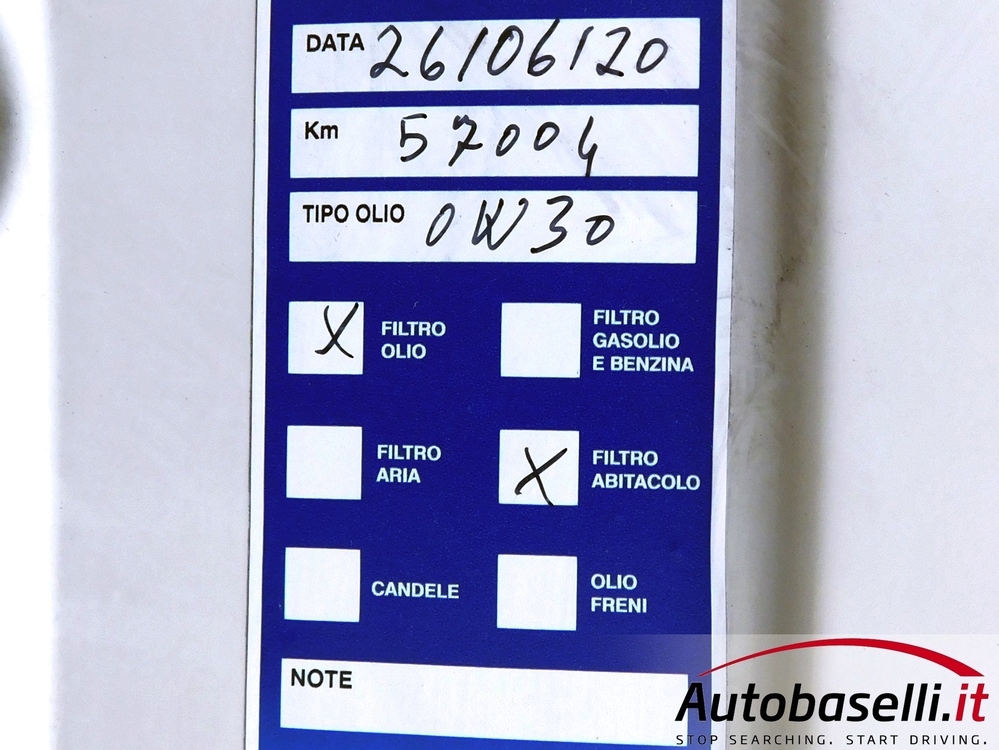 DATA 26/06/20
Km 57004
TIPO OLIO 0W30
X FILTRO OLIO
FILTRO GASOLIO E BENZINA
FILTRO ARIA
X FILTRO ABITACOLO
CANDELE
OLIO FRENI
NOTE
Autobaselli.it
STOP SEARCHING. START DRIVING.